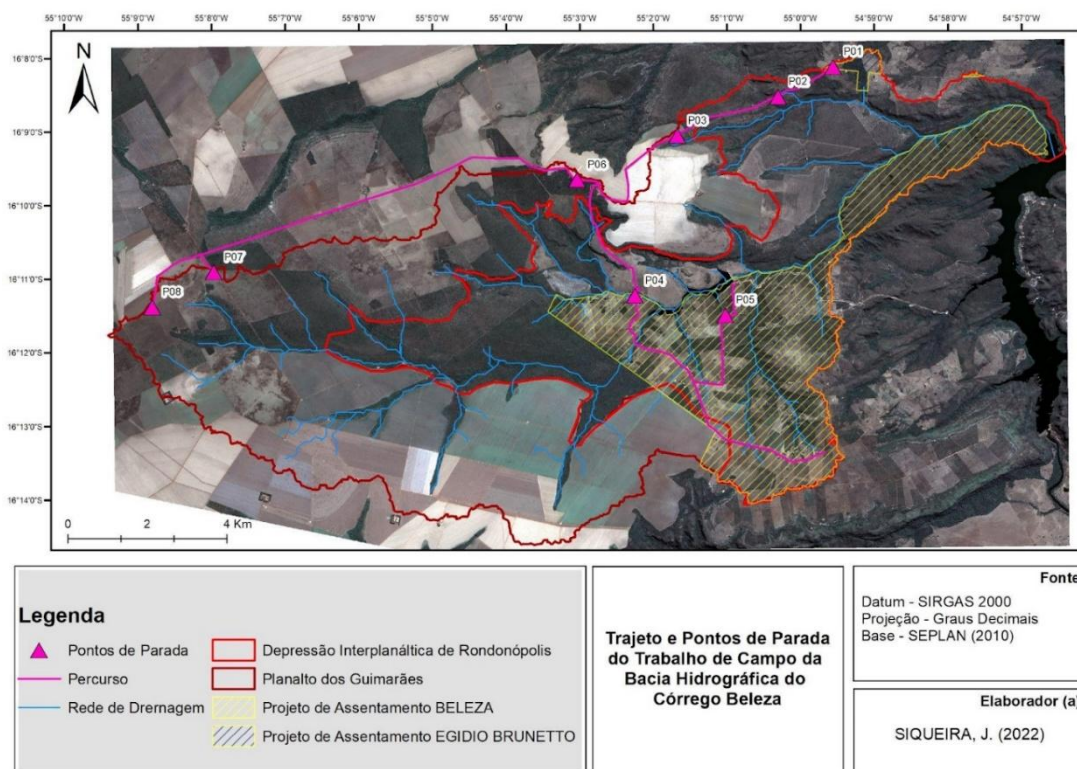 55°10'0"W 55°9'0"W 55°8'0"W 55°7'0"W 55°6'0"W 55°5'0"W 55°4'0"W 55°3'0"W 55°2'0"W 55°1'0"W 55°0'0"W 54°59'0"W 54°58'0"W 54°57'0"W
N
16°8'0"S
16°9'0"S
16°10'0"S
16°11'0"S
16°12'0"S
16°13'0"S
16°14'0"S
P01
P02
P03
P06
P07
P08
P04
P05
0 2 4 Km
Legenda
Pontos de Parada
Percurso
Rede de Drernagem
Depressão Interplanáltica de Rondonópolis
Planalto dos Guimarães
Projeto de Assentamento BELEZA
Projeto de Assentamento EGIDIO BRUNETTO
Trajeto e Pontos de Parada
do Trabalho de Campo da
Bacia Hidrográfica do
Córrego Beleza
Fonte
Datum - SIRGAS 2000
Projeção - Graus Decimais
Base - SEPLAN (2010)
Elaborador (a)
SIQUEIRA, J. (2022)